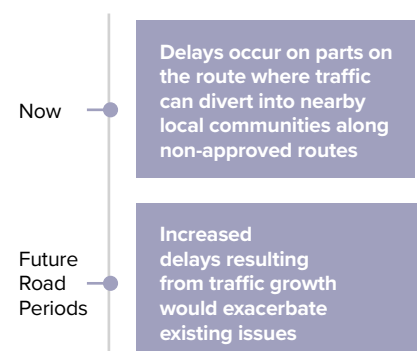 Now
Delays occur on parts on
the route where traffic
can divert into nearby
local communities along
non-approved routes
Future
Road
Periods
Increased
delays resulting
from traffic growth
would exacerbate
existing issues